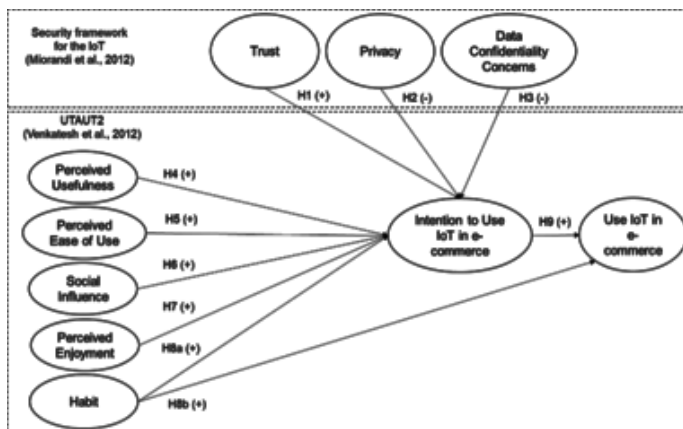 Security framework
for the IoT
(Miorandi et al., 2012)
Trust
Privacy
Data
Confidentiality
Concerns
H1 (+)
H2 (-)
H3 (-)
UTAUT2
(Venkatesh et al., 2012)
Perceived
Usefulness
H4 (+)
Perceived
Ease of Use
H5 (+)
Social
Influence
H6 (+)
Perceived
Enjoyment
H7 (+)
Habit
H8a (+)
H8b (+)
Intention to Use
IoT in e-
commerce
H9 (+)
Use IoT in
e-
commerce